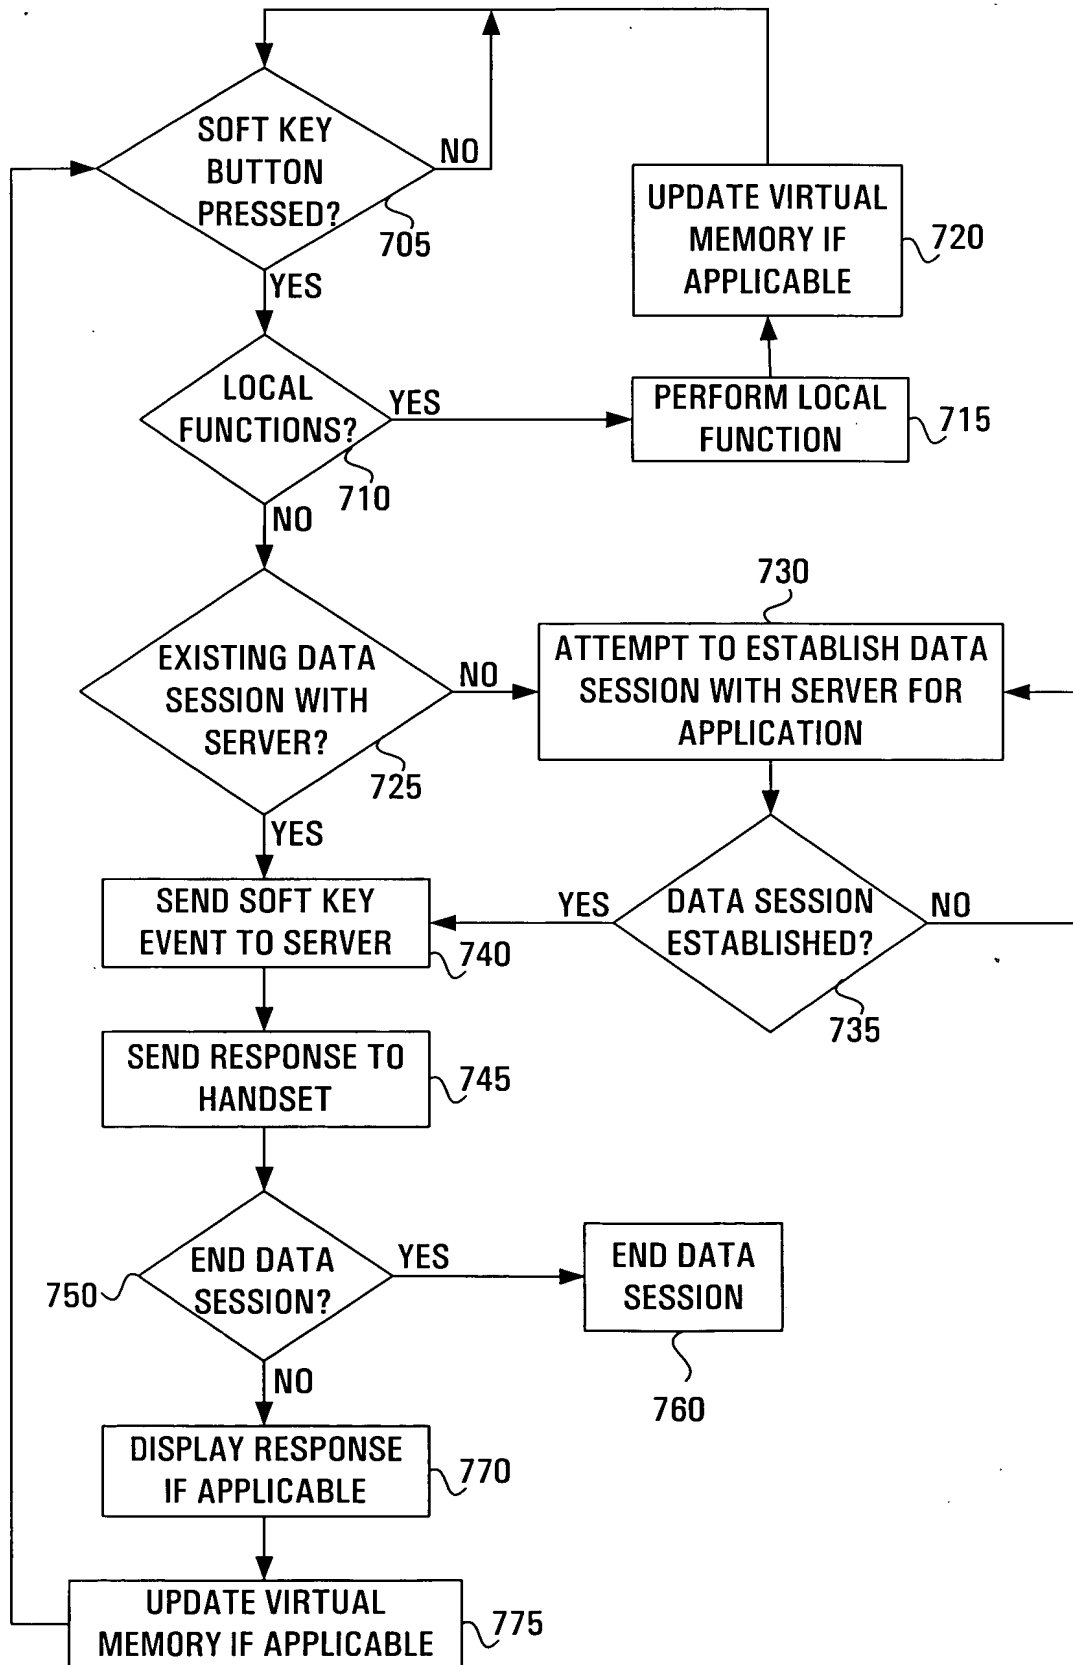 SOFT KEY
BUTTON
PRESSED?
NO
705
YES
UPDATE VIRTUAL
MEMORY IF
APPLICABLE
720
LOCAL
FUNCTIONS?
YES
710
NO
PERFORM LOCAL
FUNCTION
715
EXISTING DATA
SESSION WITH
SERVER?
NO
725
YES
730
ATTEMPT TO ESTABLISH DATA
SESSION WITH SERVER FOR
APPLICATION
SEND SOFT KEY
EVENT TO SERVER
740
YES
DATA SESSION
ESTABLISHED?
NO
735
SEND RESPONSE TO
HANDSET
745
END DATA
SESSION?
750
YES
NO
END DATA
SESSION
760
DISPLAY RESPONSE
IF APPLICABLE
770
UPDATE VIRTUAL
MEMORY IF APPLICABLE
775